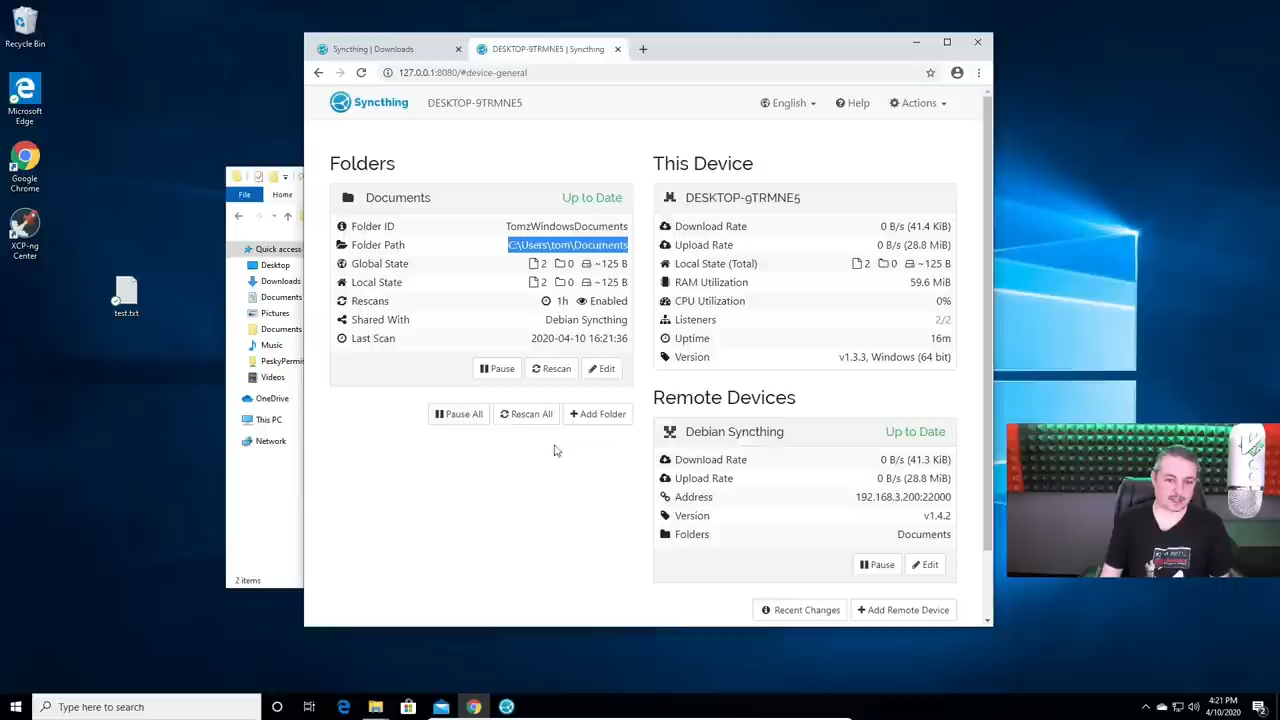 Recycle Bin
Microsoft Edge
Google Chrome
XCP-ng Center
test.txt
File
Home
Quick access
Desktop
Downloads
Documents
Pictures
Documents
Music
PeskyPermis
Videos
OneDrive
This PC
Network
2 items
Syncthing | Downloads
DESKTOP-9TRMNE5 | Syncthing
127.0.0.1:8080/#device-general
Syncthing
DESKTOP-9TRMNE5
English
Help
Actions
Folders
Documents Up to Date
Folder ID TomzWindowsDocuments
Folder Path C:\Users\tom\Documents
Global State 2 0 ~125 B
Local State 2 0 ~125 B
Rescans 1h Enabled
Shared With Debian Syncthing
Last Scan 2020-04-10 16:21:36
Pause Rescan Edit
Pause All Rescan All Add Folder
This Device
DESKTOP-9TRMNE5
Download Rate 0 B/s (41.4 KiB)
Upload Rate 0 B/s (28.8 MiB)
Local State (Total) 2 0 ~125 B
RAM Utilization 59.6 MiB
CPU Utilization 0%
Listeners 2/2
Uptime 16m
Version v1.3.3, Windows (64 bit)
Remote Devices
Debian Syncthing Up to Date
Download Rate 0 B/s (41.3 KiB)
Upload Rate 0 B/s (28.8 MiB)
Address 192.168.3.200:22000
Version v1.4.2
Folders Documents
Pause Edit
Recent Changes Add Remote Device
Type here to search
4:21 PM
4/10/2020
2